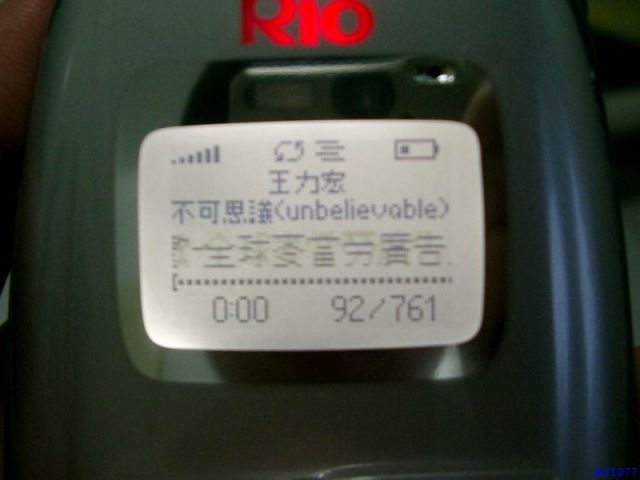 Rio
王力宏
不可思議(unbelievable)
歌-全球麥當勞廣告.
0:00 92/761
#21077